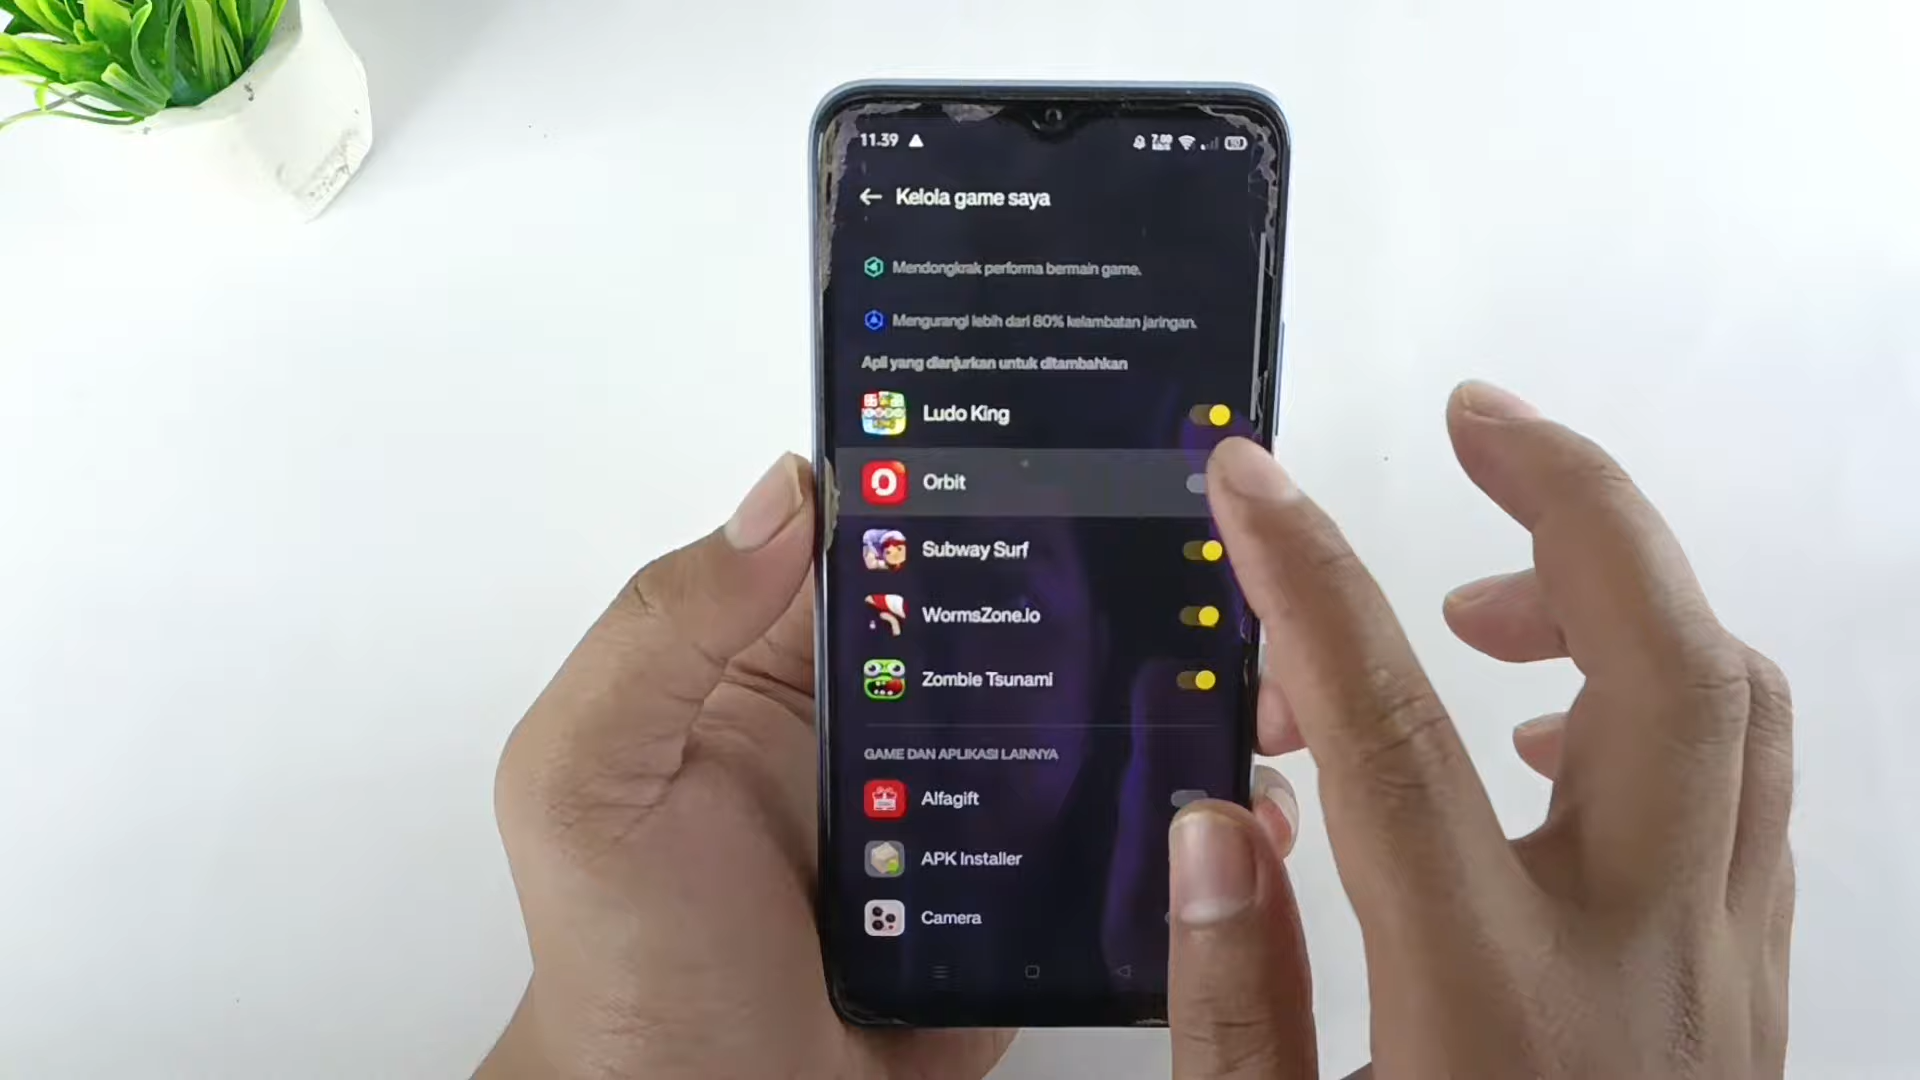 11.39
Kelola game saya
Mendongkrak performa bermain game.
Mengurangi lebih dari 80% kelambatan jaringan.
Apli yang dianjurkan untuk ditambahkan
Ludo King
Orbit
Subway Surf
WormsZone.io
Zombie Tsunami
GAME DAN APLIKASI LAINNYA
Alfagift
APK Installer
Camera